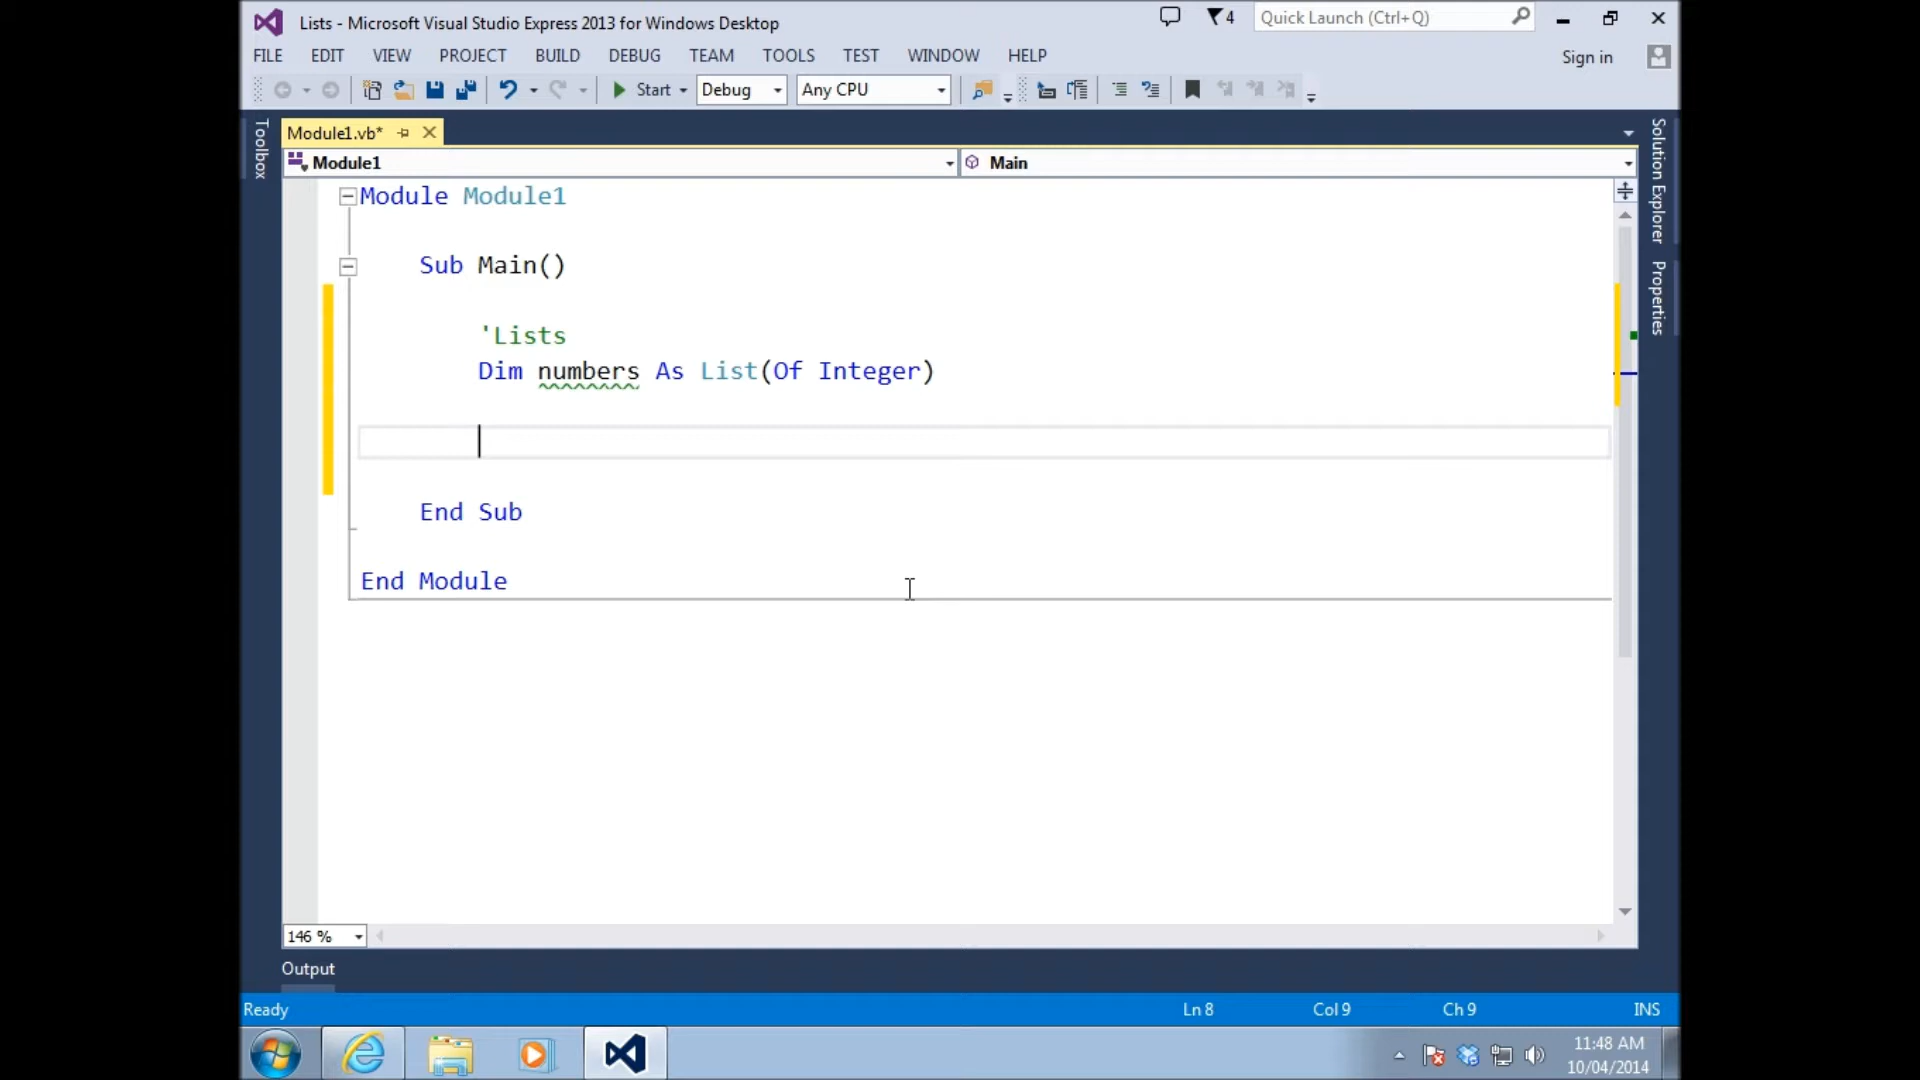 Lists - Microsoft Visual Studio Express 2013 for Windows Desktop
4
Quick Launch (Ctrl+Q)
FILE EDIT VIEW PROJECT BUILD DEBUG TEAM TOOLS TEST WINDOW HELP
Sign in
Start Debug Any CPU
Toolbox
Module1.vb*
Solution Explorer
Properties
Module1
Main
Module Module1
Sub Main()
'Lists
Dim numbers As List(Of Integer)
End Sub
End Module
146 %
Output
Ready
Ln 8 Col 9 Ch 9 INS
11:48 AM
10/04/2014